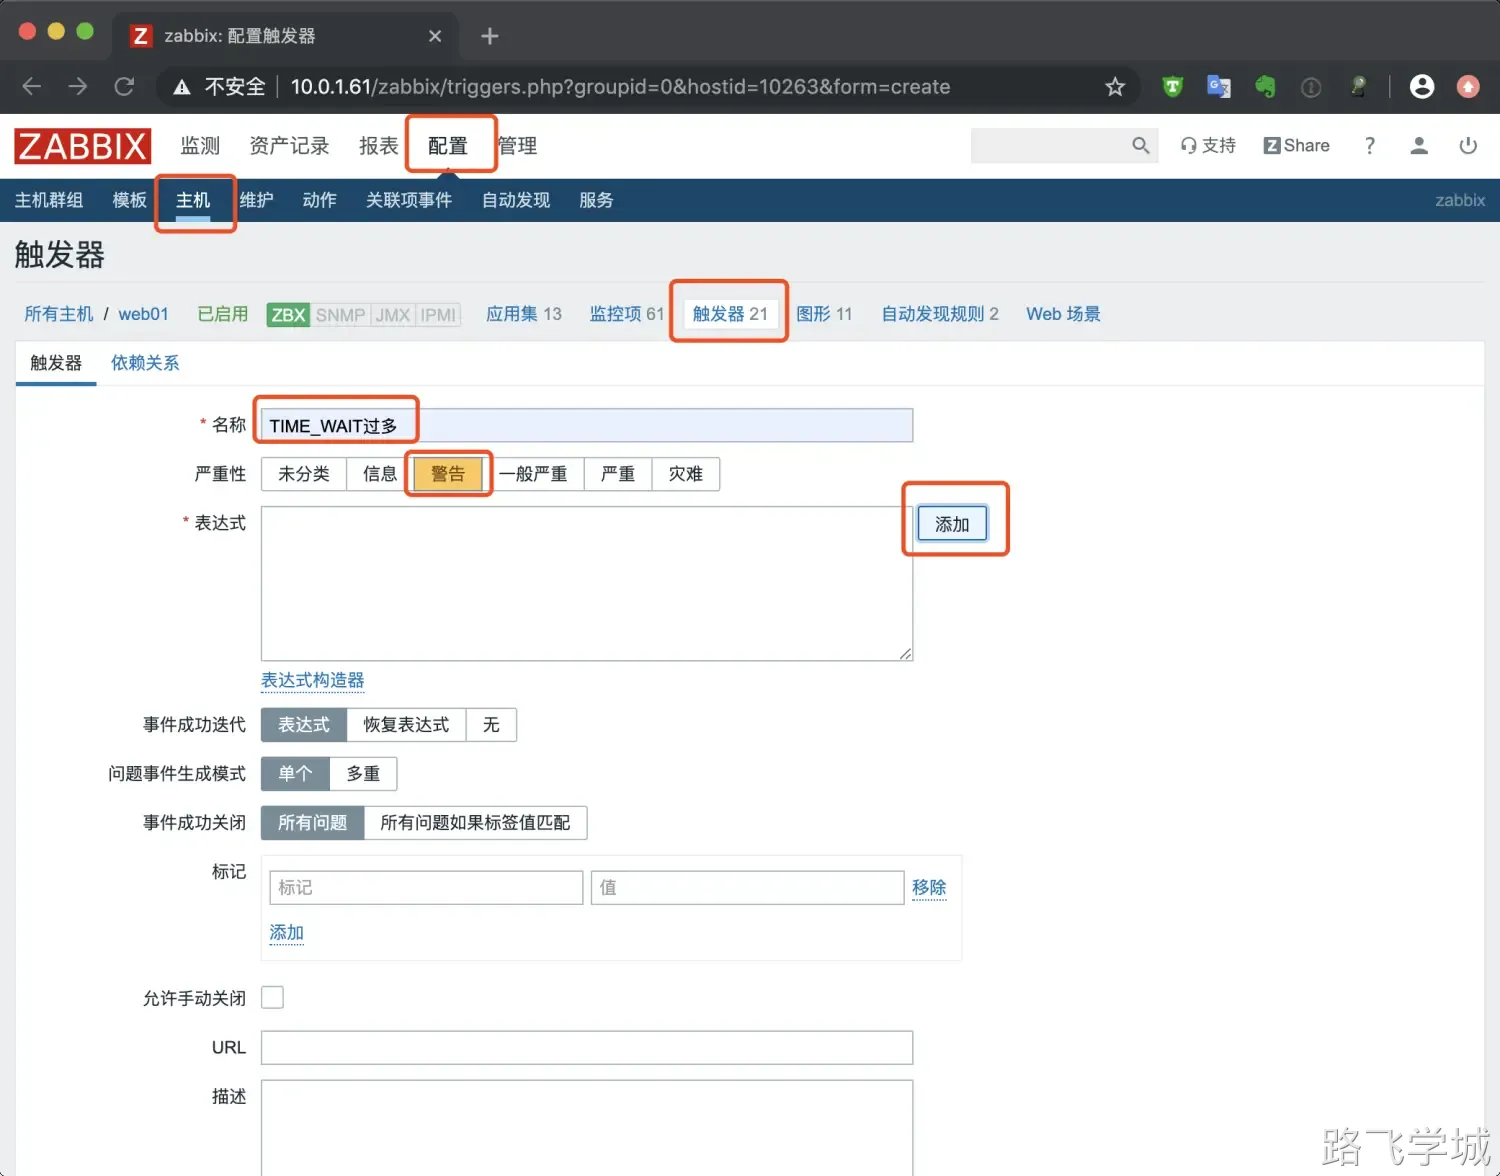 zabbix: 配置触发器
不安全 10.0.1.61/zabbix/triggers.php?groupid=0&hostid=10263&form=create
ZABBIX 监测 资产记录 报表 配置 管理 支持 Z Share ?
主机群组 模板 主机 维护 动作 关联项事件 自动发现 服务 zabbix
触发器
所有主机 / web01 已启用 ZBX SNMP JMX IPMI 应用集 13 监控项 61 触发器 21 图形 11 自动发现规则 2 Web 场景
触发器 依赖关系
* 名称 TIME_WAIT过多
严重性 未分类 信息 警告 一般严重 严重 灾难
* 表达式 添加
表达式构造器
事件成功迭代 表达式 恢复表达式 无
问题事件生成模式 单个 多重
事件成功关闭 所有问题 所有问题如果标签值匹配
标记 标记 值 移除
添加
允许手动关闭
URL
描述
路飞学城